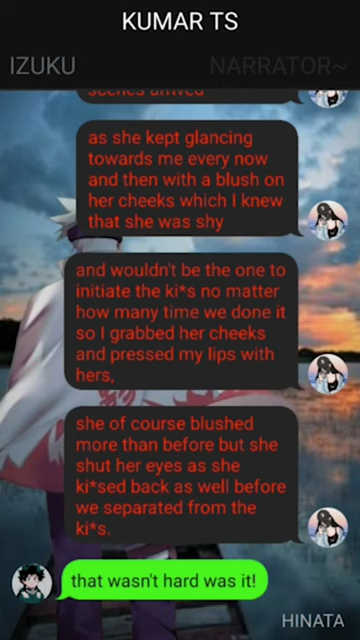 KUMAR TS
IZUKU NARRATOR~
scenes arrived
as she kept glancing
towards me every now
and then with a blush on
her cheeks which I knew
that she was shy
and wouldn't be the one to
initiate the ki*s no matter
how many time we done it
so I grabbed her cheeks
and pressed my lips with
hers,
she of course blushed
more than before but she
shut her eyes as she
ki*sed back as well before
we separated from the
ki*s.
that wasn't hard was it!
HINATA